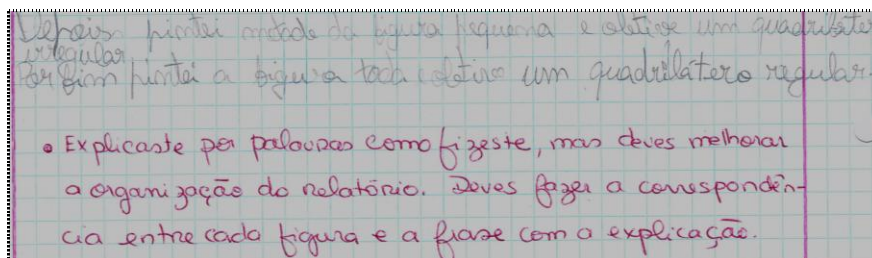 Depois pintei metade da figura pequena e obtive um quadriláte
irregular
Por fim pintei a figura toda obtive um quadrilátero regular.
• Explicaste por palavras como fizeste, mas deves melhorar
a organização do relatório. Deves fazer a correspondên-
cia entre cada figura e a frase com a explicação.